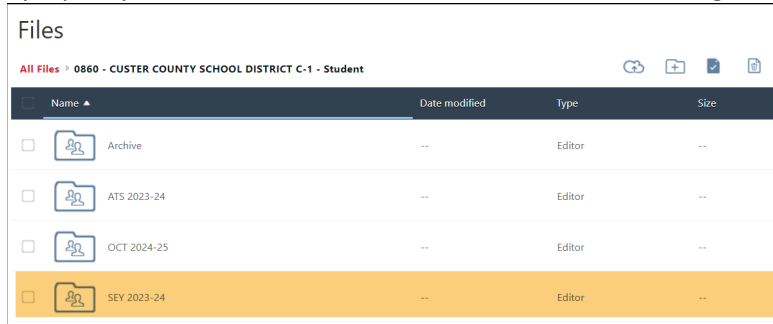 Files
All Files 0860 - CUSTER COUNTY SCHOOL DISTRICT C-1 - Student
Name Date modified Type Size
Archive -- Editor --
ATS 2023-24 -- Editor --
OCT 2024-25 -- Editor --
SEY 2023-24 -- Editor --